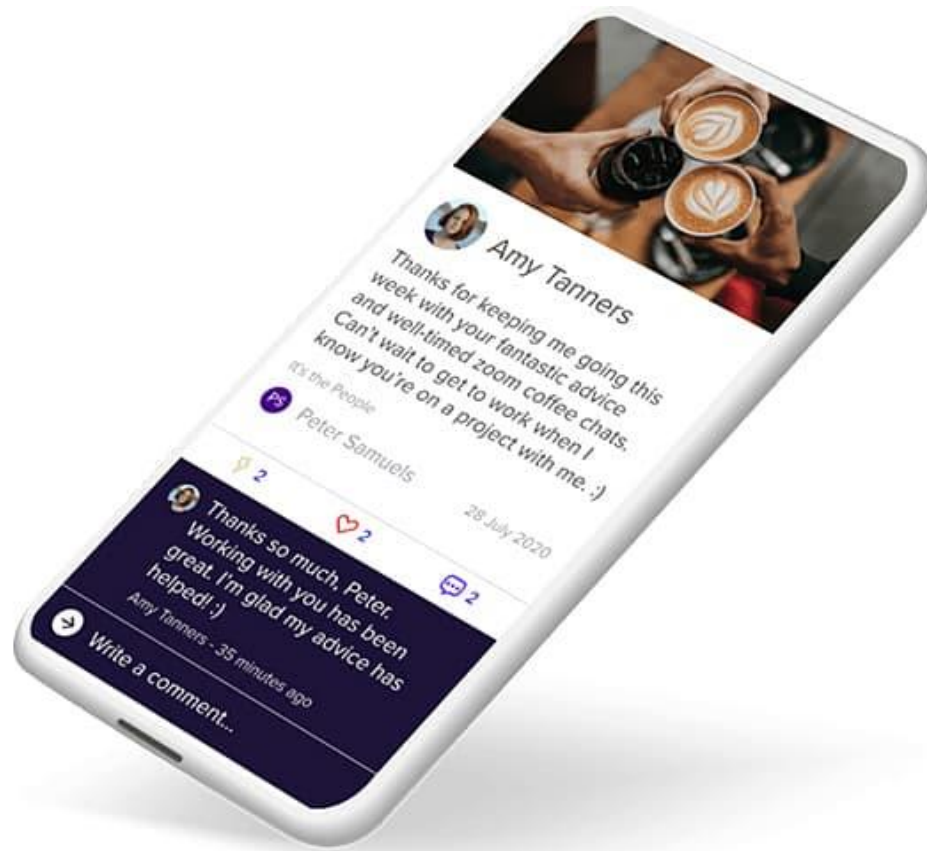 Amy Tanners
Thanks for keeping me going this
week with your fantastic advice
and well-timed zoom coffee chats.
Can't wait to get to work when I
know you're on a project with me. :)
It's the People
PS Peter Samuels
28 July 2020
2
2
2
Thanks so much, Peter.
Working with you has been
great. I'm glad my advice has
helped! :)
Amy Tanners - 35 minutes ago
Write a comment...